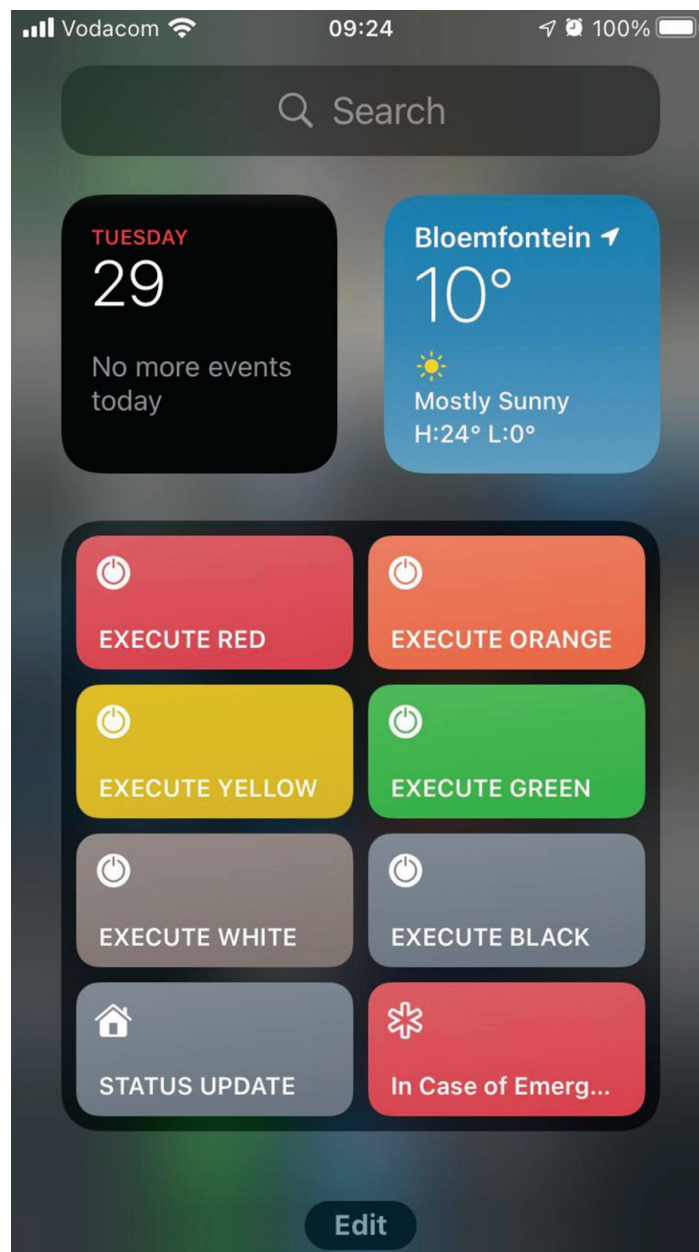 Vodacom 09:24 100%
Search
TUESDAY
29
No more events
today
Bloemfontein
10°
Mostly Sunny
H:24° L:0°
EXECUTE RED
EXECUTE ORANGE
EXECUTE YELLOW
EXECUTE GREEN
EXECUTE WHITE
EXECUTE BLACK
STATUS UPDATE
In Case of Emerg...
Edit